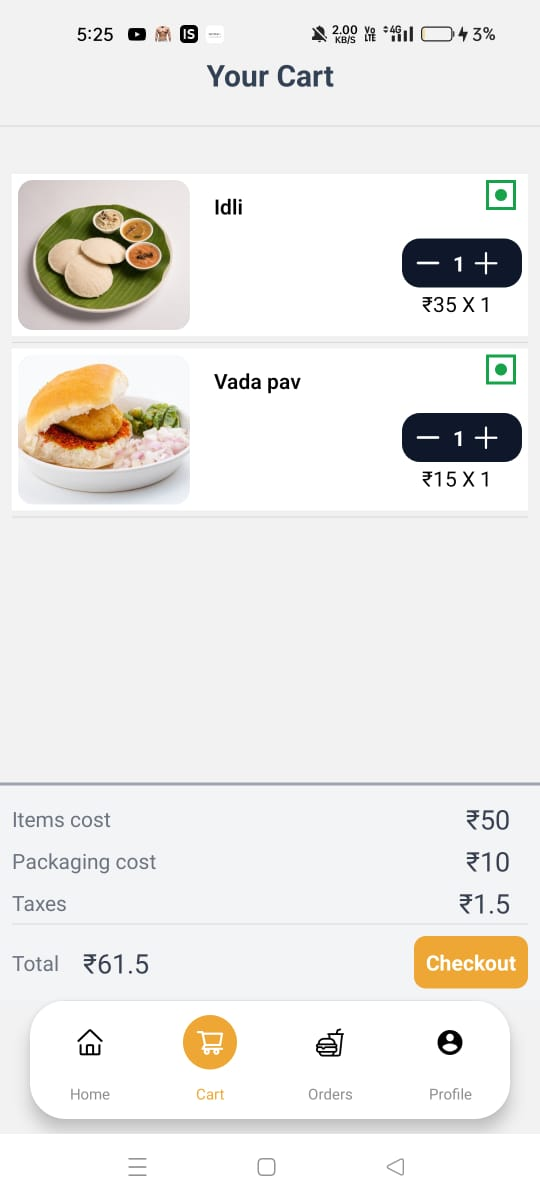 5:25 IS 2.00 KB/S Vo LTE 4G 3%
Your Cart
Idli
1
₹35 X 1
Vada pav
1
₹15 X 1
Items cost ₹50
Packaging cost ₹10
Taxes ₹1.5
Total ₹61.5 Checkout
Home Cart Orders Profile